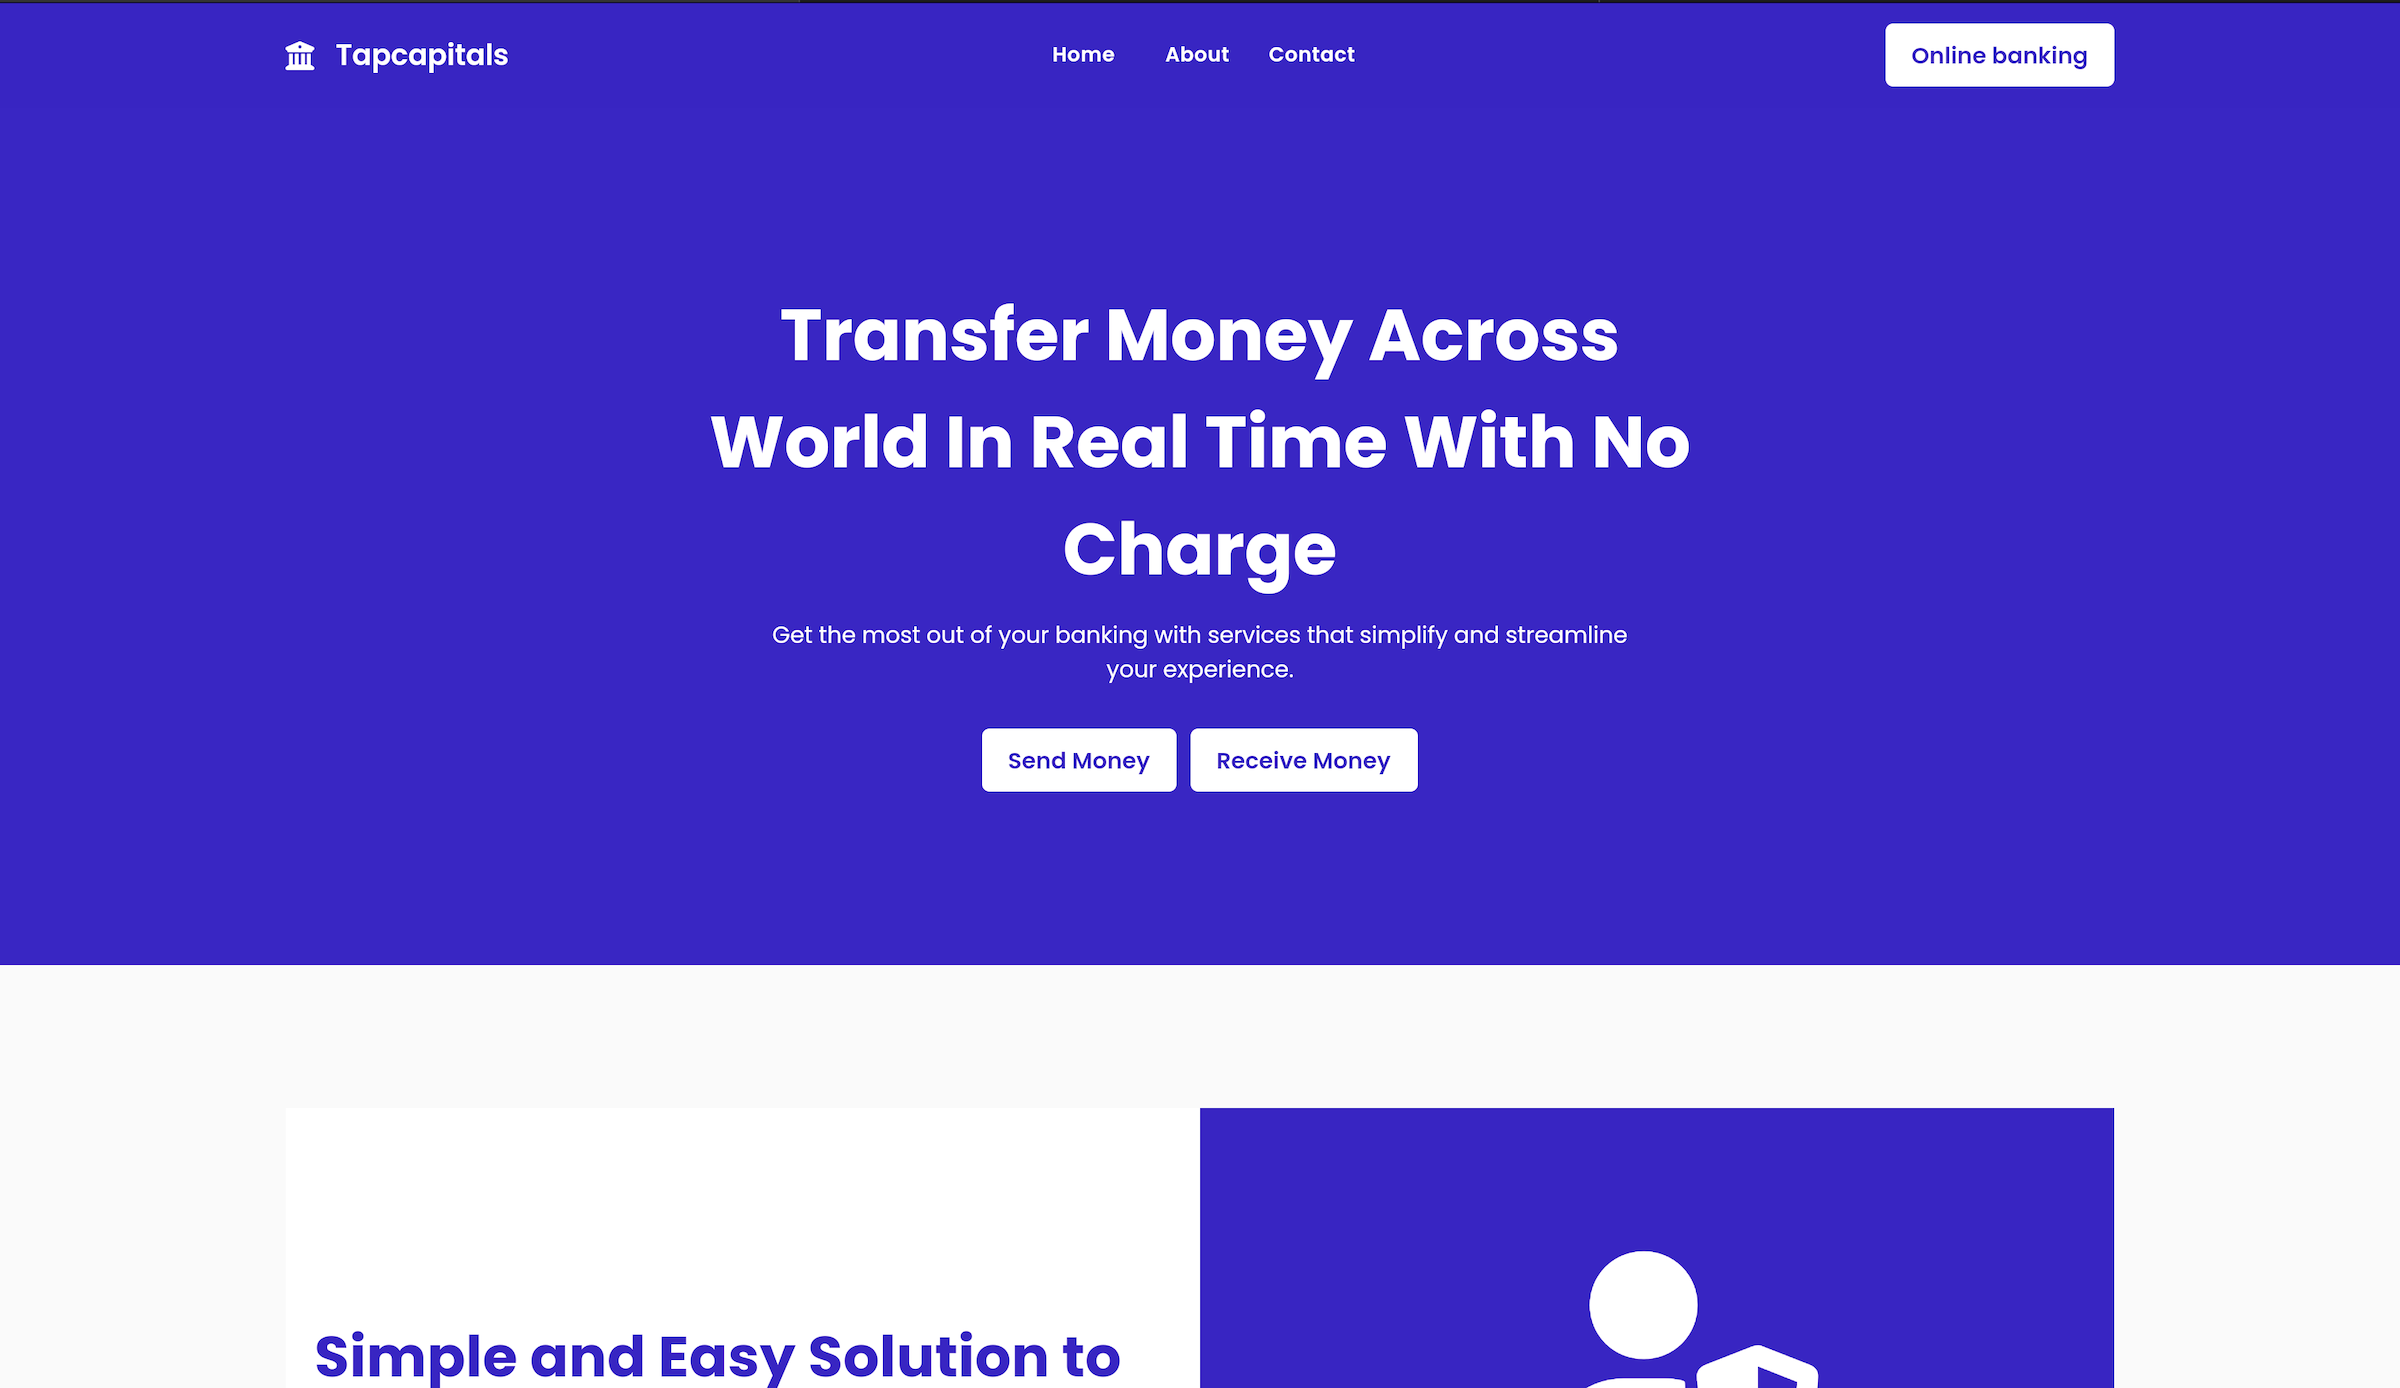 Tapcapitals
Home About Contact
Online banking
Transfer Money Across
World In Real Time With No
Charge
Get the most out of your banking with services that simplify and streamline
your experience.
Send Money Receive Money
Simple and Easy Solution to